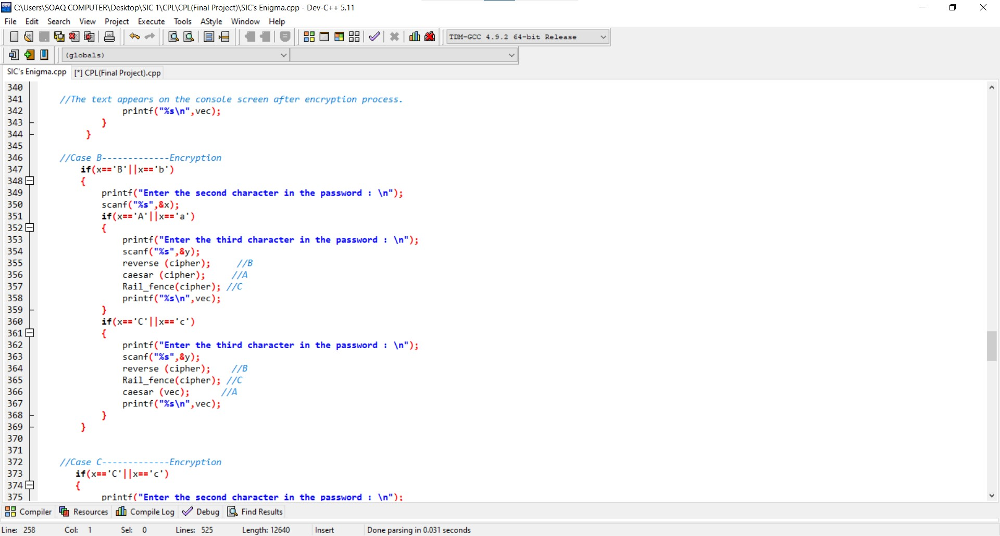 C:\Users\SOAQ COMPUTER\Desktop\SIC 1\CPL\CPL(Final Project)\SIC's Enigma.cpp - Dev-C++ 5.11
File Edit Search View Project Execute Tools AStyle Window Help
TDM-GCC 4.9.2 64-bit Release
(globals)
SIC's Enigma.cpp [*] CPL(Final Project).cpp
340
341 //The text appears on the console screen after encryption process.
342 printf("%s\n",vec);
343 }
344 }
345
346 //Case B-------------Encryption
347 if(x=='B'||x=='b')
348 {
349 printf("Enter the second character in the password : \n");
350 scanf("%s",&x);
351 if(x=='A'||x=='a')
352 {
353 printf("Enter the third character in the password : \n");
354 scanf("%s",&y);
355 reverse (cipher); //B
356 caesar (cipher); //A
357 Rail_fence(cipher); //C
358 printf("%s\n",vec);
359 }
360 if(x=='C'||x=='c')
361 {
362 printf("Enter the third character in the password : \n");
363 scanf("%s",&y);
364 reverse (cipher); //B
365 Rail_fence(cipher); //C
366 caesar (vec); //A
367 printf("%s\n",vec);
368 }
369 }
370
371
372 //Case C-------------Encryption
373 if(x=='C'||x=='c')
374 {
375 printf("Enter the second character in the password : \n");
Compiler Resources Compile Log Debug Find Results
Line: 258 Col: 1 Sel: 0 Lines: 525 Length: 12640 Insert Done parsing in 0.031 seconds